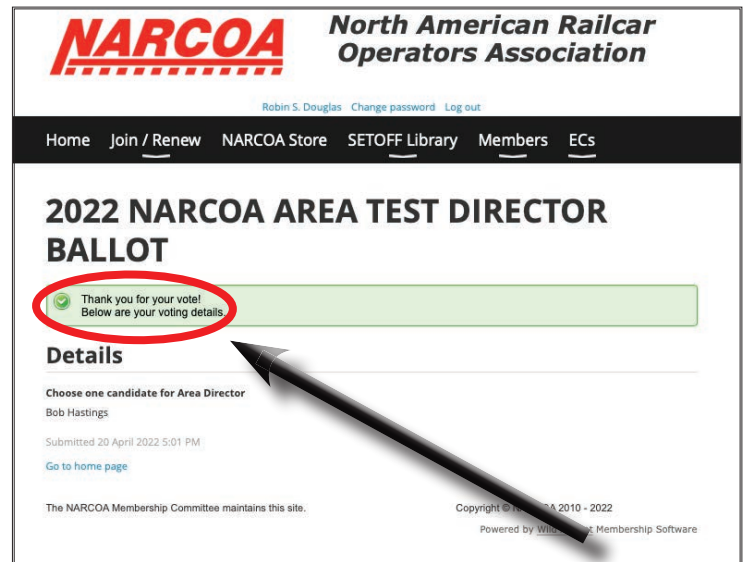 NARCOA
North American Railcar
Operators Association
Robin S. Douglas Change password Log out
Home Join / Renew NARCOA Store SETOFF Library Members ECs
2022 NARCOA AREA TEST DIRECTOR
BALLOT
Thank you for your vote!
Below are your voting details.
Details
Choose one candidate for Area Director
Bob Hastings
Submitted 20 April 2022 5:01 PM
Go to home page
The NARCOA Membership Committee maintains this site.
Copyright © 2010 - 2022
Powered by Membership Software